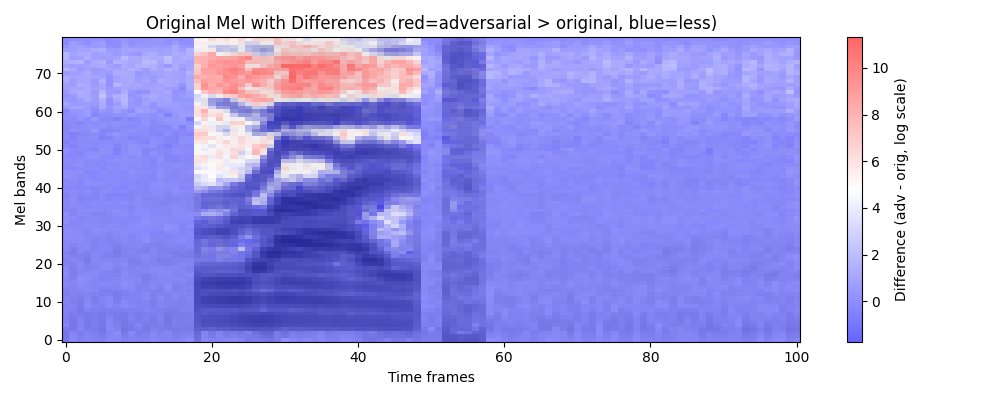 Original Mel with Differences (red=adversarial > original, blue=less)
70
60
50
40
30
20
10
0
Mel bands
0 20 40 60 80 100
Time frames
10
8
6
4
2
0
Difference (adv - orig, log scale)